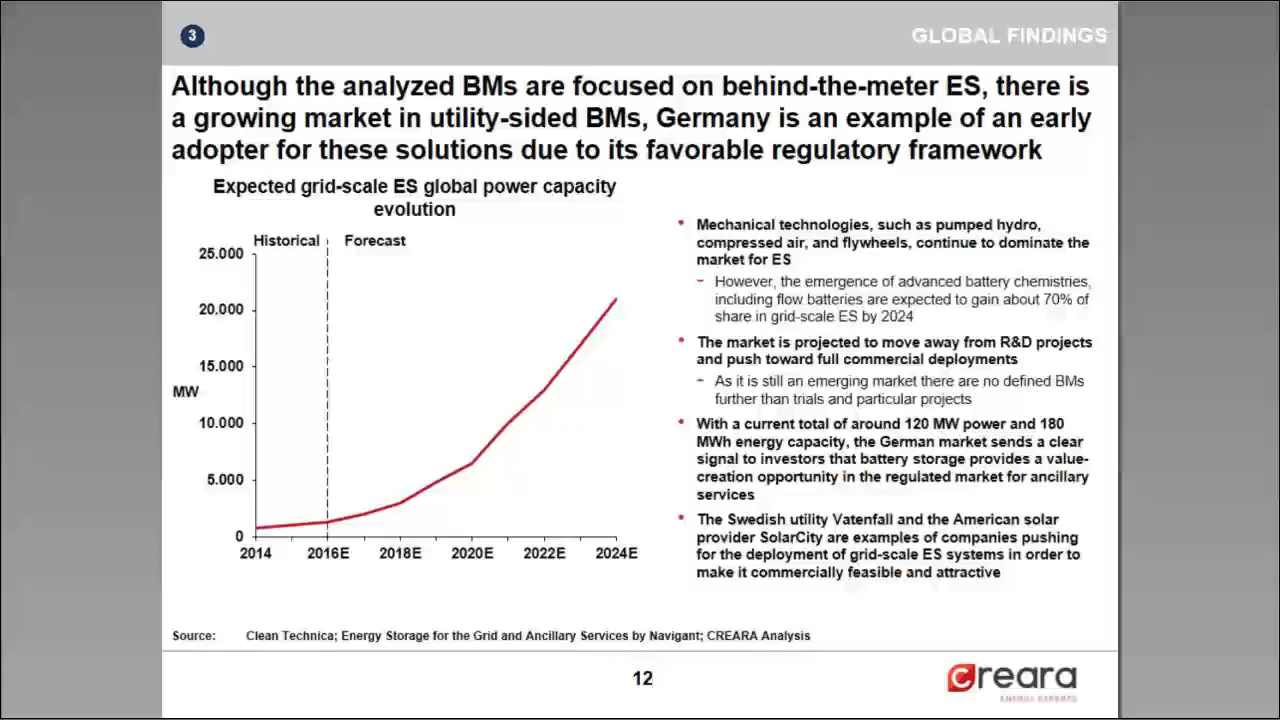 3
GLOBAL FINDINGS
Although the analyzed BMs are focused on behind-the-meter ES, there is
a growing market in utility-sided BMs, Germany is an example of an early
adopter for these solutions due to its favorable regulatory framework
Expected grid-scale ES global power capacity
evolution
Historical
Forecast
25.000
20.000
15.000
MW
10.000
5.000
0
2014
2016E
2018E
2020E
2022E
2024E
• Mechanical technologies, such as pumped hydro,
compressed air, and flywheels, continue to dominate the
market for ES
− However, the emergence of advanced battery chemistries,
including flow batteries are expected to gain about 70% of
share in grid-scale ES by 2024
• The market is projected to move away from R&D projects
and push toward full commercial deployments
− As it is still an emerging market there are no defined BMs
further than trials and particular projects
• With a current total of around 120 MW power and 180
MWh energy capacity, the German market sends a clear
signal to investors that battery storage provides a value-
creation opportunity in the regulated market for ancillary
services
• The Swedish utility Vatenfall and the American solar
provider SolarCity are examples of companies pushing
for the deployment of grid-scale ES systems in order to
make it commercially feasible and attractive
Source: Clean Technica; Energy Storage for the Grid and Ancillary Services by Navigant; CREARA Analysis
12
creara
ENERGY EXPERTS